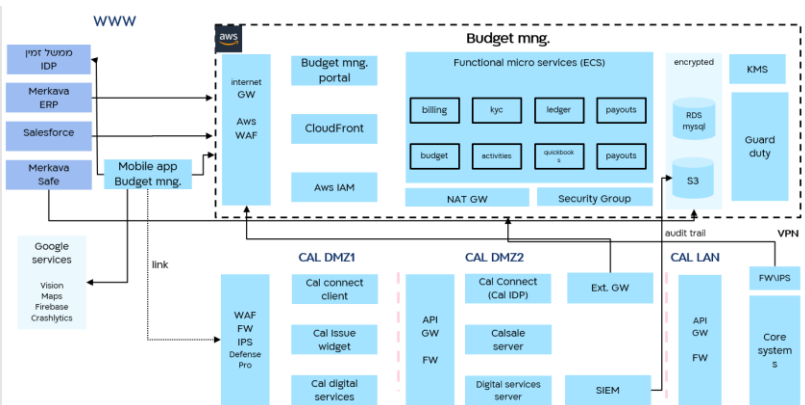 WWW
aws
Budget mng.
ממשל זמין
IDP
Merkava
ERP
Salesforce
Merkava
Safe
Mobile app
Budget mng.
internet
GW
Aws
WAF
Budget mng.
portal
CloudFront
Aws IAM
Functional micro services (ECS)
billing
kyc
ledger
payouts
budget
activities
quickbook
s
payouts
NAT GW
Security Group
encrypted
RDS
mysql
S3
KMS
Guard
duty
audit trail
VPN
Google
services
Vision
Maps
Firebase
Crashlytics
link
CAL DMZ1
WAF
FW
IPS
Defense
Pro
Cal connect
client
Cal Issue
widget
Cal digital
services
CAL DMZ2
API
GW
FW
Cal Connect
(Cal IDP)
Calsale
server
Digital services
server
Ext. GW
SIEM
CAL LAN
API
GW
FW
FW\IPS
Core
system
s